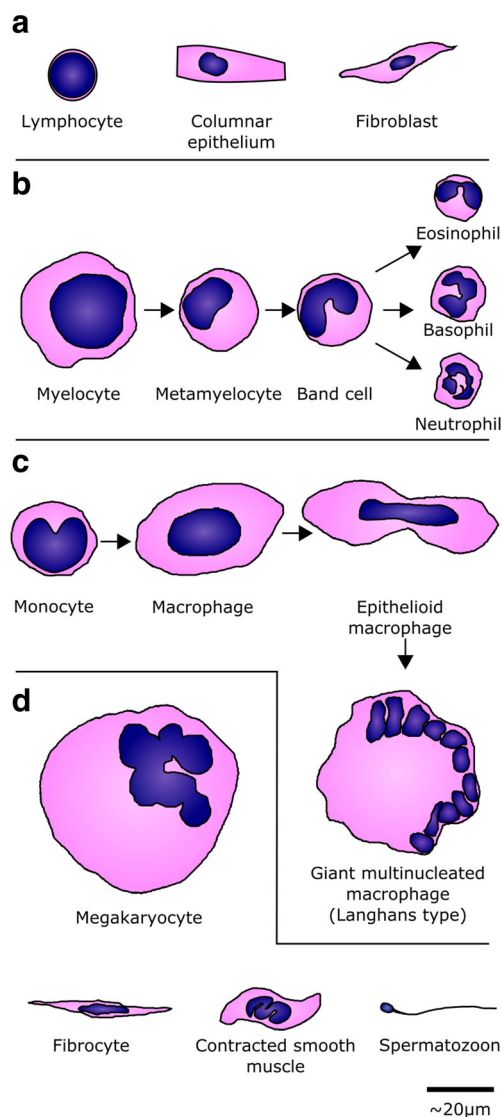 a
Lymphocyte
Columnar
epithelium
Fibroblast
b
Eosinophil
Basophil
Neutrophil
Myelocyte
Metamyelocyte
Band cell
c
Monocyte
Macrophage
Epithelioid
macrophage
d
Megakaryocyte
Giant multinucleated
macrophage
(Langhans type)
Fibrocyte
Contracted smooth
muscle
Spermatozoon
~20µm